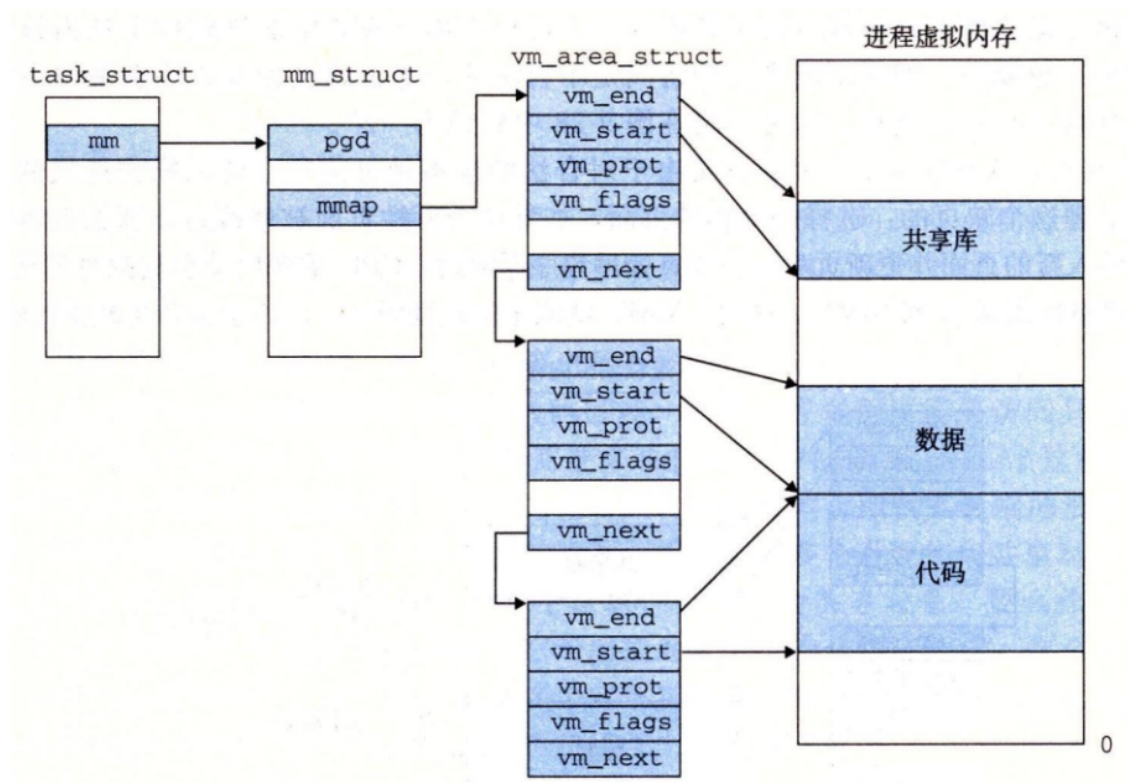 task_struct
mm
mm_struct
pgd
mmap
vm_area_struct
vm_end
vm_start
vm_prot
vm_flags
vm_next
vm_end
vm_start
vm_prot
vm_flags
vm_next
vm_end
vm_start
vm_prot
vm_flags
vm_next
进程虚拟内存
共享库
数据
代码
0